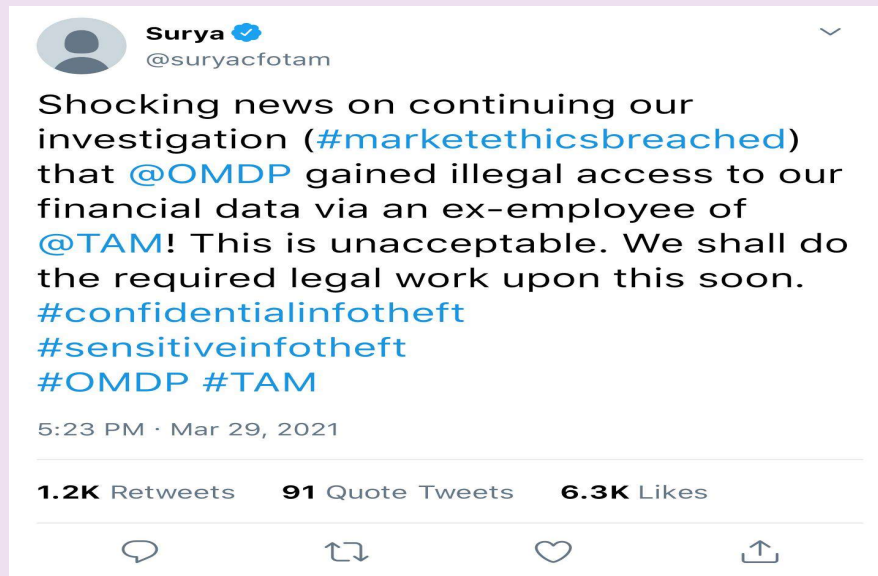 Surya
@suryacfotam
Shocking news on continuing our
investigation (#marketethicsbreached)
that @OMDP gained illegal access to our
financial data via an ex-employee of
@TAM! This is unacceptable. We shall do
the required legal work upon this soon.
#confidentialinfotheft
#sensitiveinfotheft
#OMDP #TAM
5:23 PM · Mar 29, 2021
1.2K Retweets 91 Quote Tweets 6.3K Likes